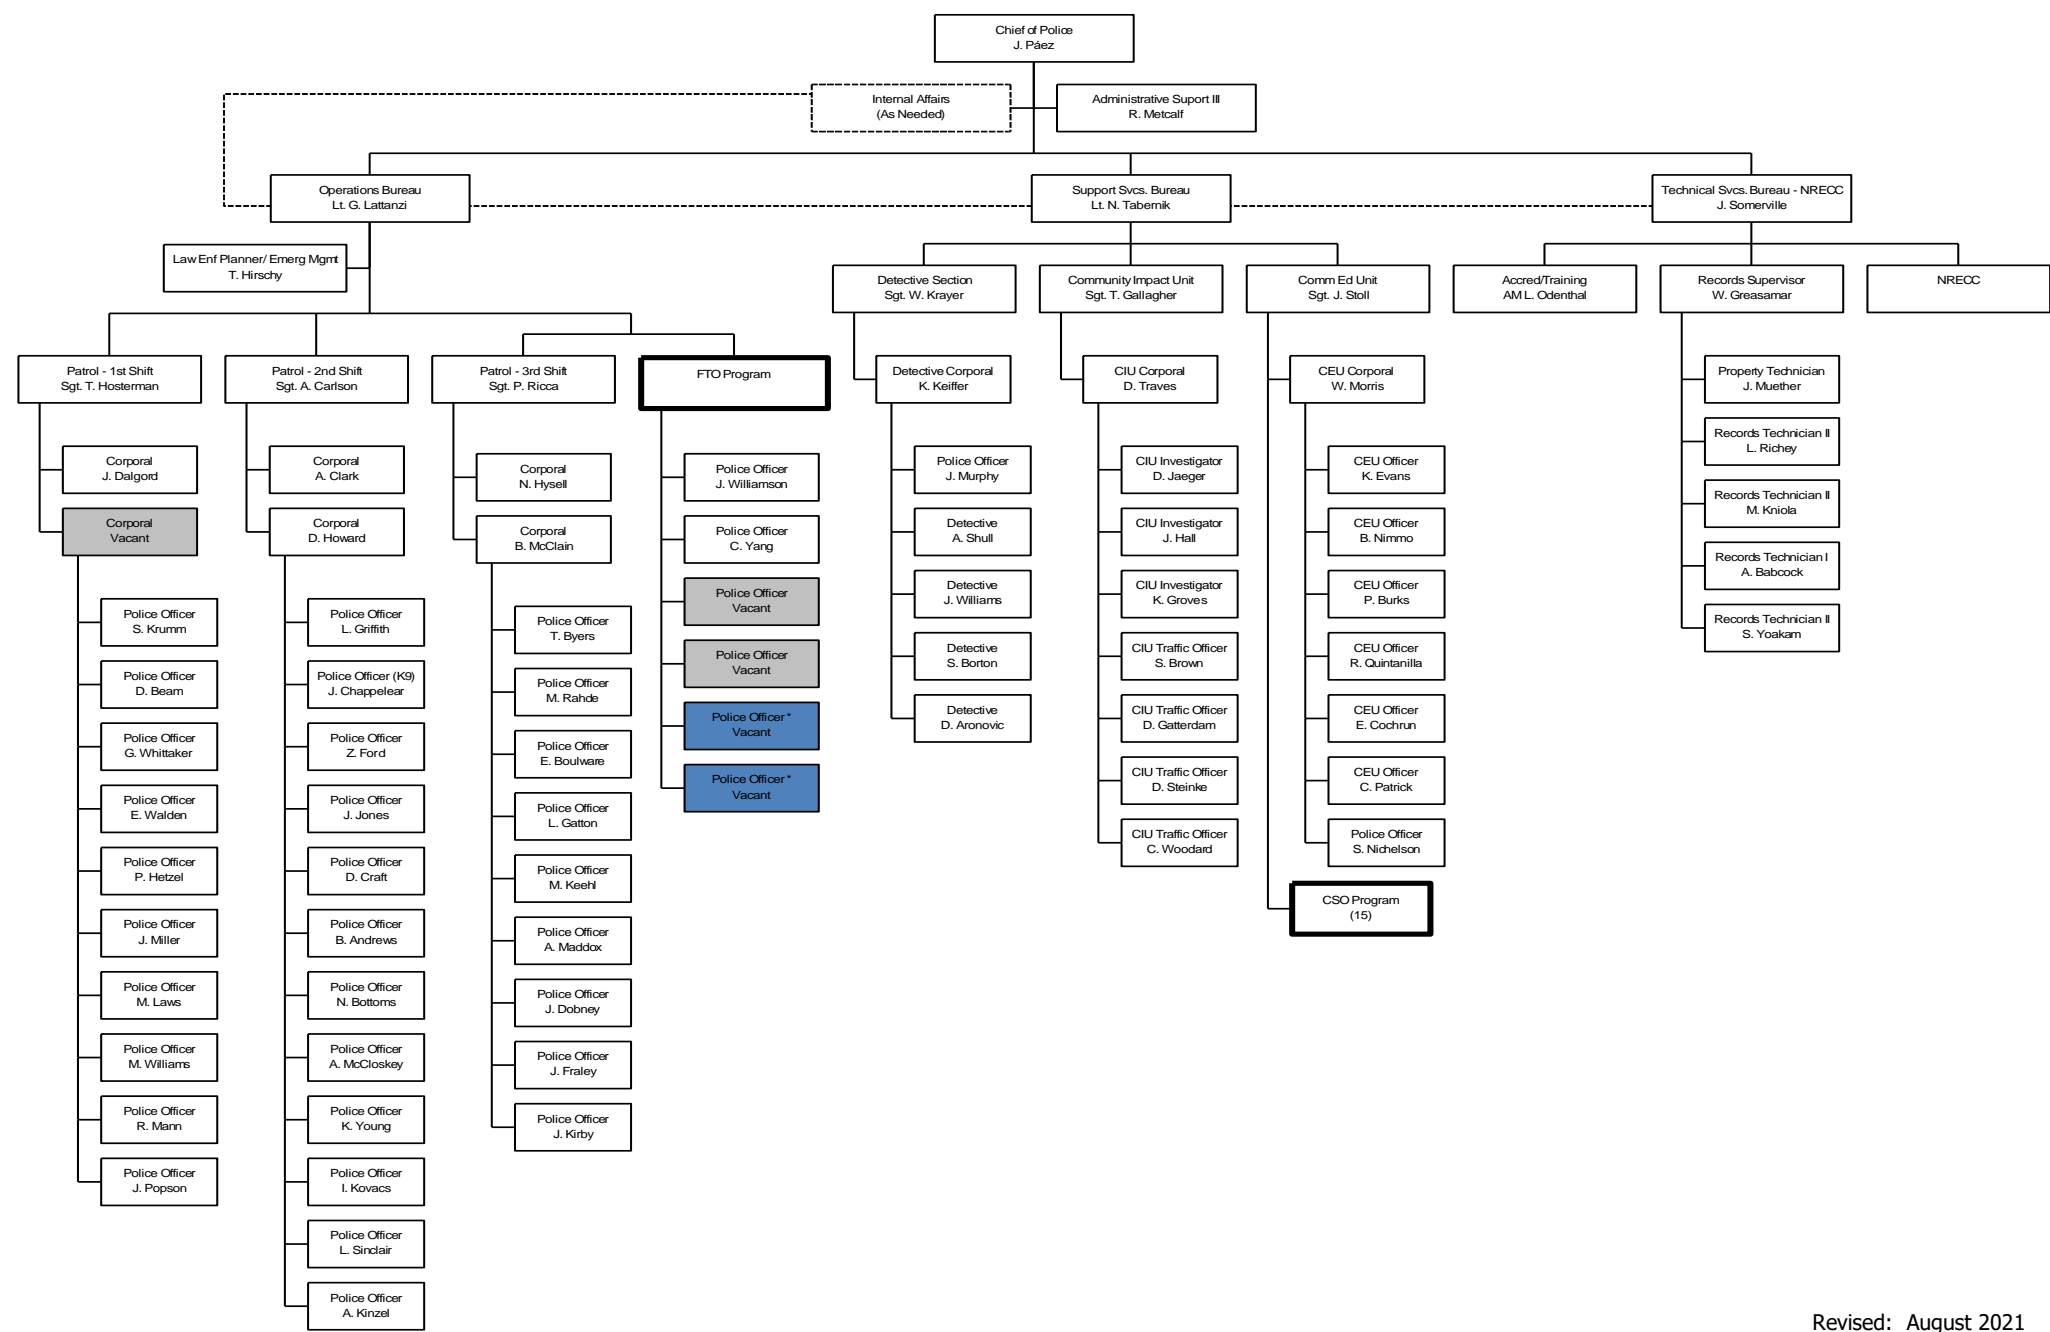 Chief of Police
J. Páez
Internal Affairs
(As Needed)
Administrative Suport III
R. Metcalf
Operations Bureau
Lt. G. Lattanzi
Support Svcs. Bureau
Lt. N. Tabernik
Technical Svcs. Bureau - NRECC
J. Somerville
Law Enf Planner/ Emerg Mgmt
T. Hirschy
Detective Section
Sgt. W. Krayer
Community Impact Unit
Sgt. T. Gallagher
Comm Ed Unit
Sgt. J. Stoll
Accred/Training
AM L. Odenthal
Records Supervisor
W. Greasamar
NRECC
Patrol - 1st Shift
Sgt. T. Hosterman
Patrol - 2nd Shift
Sgt. A. Carlson
Patrol - 3rd Shift
Sgt. P. Ricca
FTO Program
Detective Corporal
K. Keiffer
CIU Corporal
D. Traves
CEU Corporal
W. Morris
Property Technician
J. Muether
Records Technician II
L. Richey
Records Technician II
M. Kniola
Records Technician I
A. Babcock
Records Technician II
S. Yoakam
Corporal
J. Dalgord
Corporal
Vacant
Police Officer
S. Krumm
Police Officer
D. Beam
Police Officer
G. Whittaker
Police Officer
E. Walden
Police Officer
P. Hetzel
Police Officer
J. Miller
Police Officer
M. Laws
Police Officer
M. Williams
Police Officer
R. Mann
Police Officer
J. Popson
Corporal
A. Clark
Corporal
D. Howard
Police Officer
L. Griffith
Police Officer (K9)
J. Chappelear
Police Officer
Z. Ford
Police Officer
J. Jones
Police Officer
D. Craft
Police Officer
B. Andrews
Police Officer
N. Bottoms
Police Officer
A. McCloskey
Police Officer
K. Young
Police Officer
I. Kovacs
Police Officer
L. Sinclair
Police Officer
A. Kinzel
Corporal
N. Hysell
Corporal
B. McClain
Police Officer
T. Byers
Police Officer
M. Rahde
Police Officer
E. Boulware
Police Officer
L. Gatton
Police Officer
M. Keehl
Police Officer
A. Maddox
Police Officer
J. Dobney
Police Officer
J. Fraley
Police Officer
J. Kirby
Police Officer
J. Williamson
Police Officer
C. Yang
Police Officer
Vacant
Police Officer
Vacant
Police Officer *
Vacant
Police Officer *
Vacant
Police Officer
J. Murphy
Detective
A. Shull
Detective
J. Williams
Detective
S. Borton
Detective
D. Aronovic
CIU Investigator
D. Jaeger
CIU Investigator
J. Hall
CIU Investigator
K. Groves
CIU Traffic Officer
S. Brown
CIU Traffic Officer
D. Gatterdam
CIU Traffic Officer
D. Steinke
CIU Traffic Officer
C. Woodard
CEU Officer
K. Evans
CEU Officer
B. Nimmo
CEU Officer
P. Burks
CEU Officer
R. Quintanilla
CEU Officer
E. Cochrun
CEU Officer
C. Patrick
Police Officer
S. Nichelson
CSO Program
(15)
Revised: August 2021